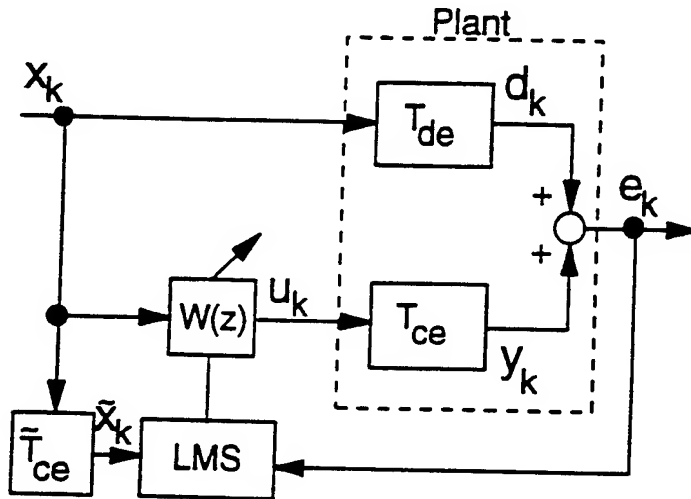 Plant
x_k
T_de
d_k
+
+
e_k
W(z)
u_k
T_ce
y_k
T̃_ce
x̃_k
LMS